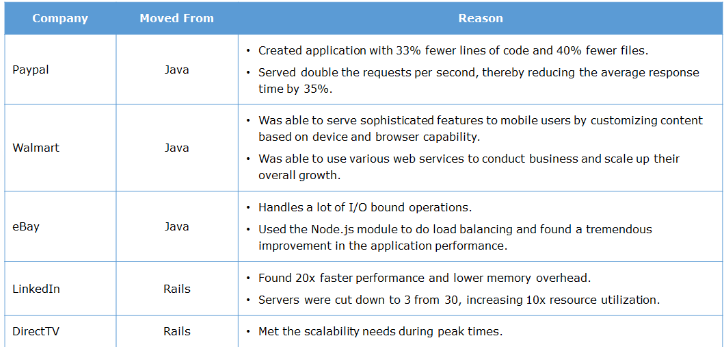 Company Moved From Reason
Paypal Java
• Created application with 33% fewer lines of code and 40% fewer files.
• Served double the requests per second, thereby reducing the average response
time by 35%.
Walmart Java
• Was able to serve sophisticated features to mobile users by customizing content
based on device and browser capability.
• Was able to use various web services to conduct business and scale up their
overall growth.
eBay Java
• Handles a lot of I/O bound operations.
• Used the Node.js module to do load balancing and found a tremendous
improvement in the application performance.
LinkedIn Rails
• Found 20x faster performance and lower memory overhead.
• Servers were cut down to 3 from 30, increasing 10x resource utilization.
DirectTV Rails
• Met the scalability needs during peak times.